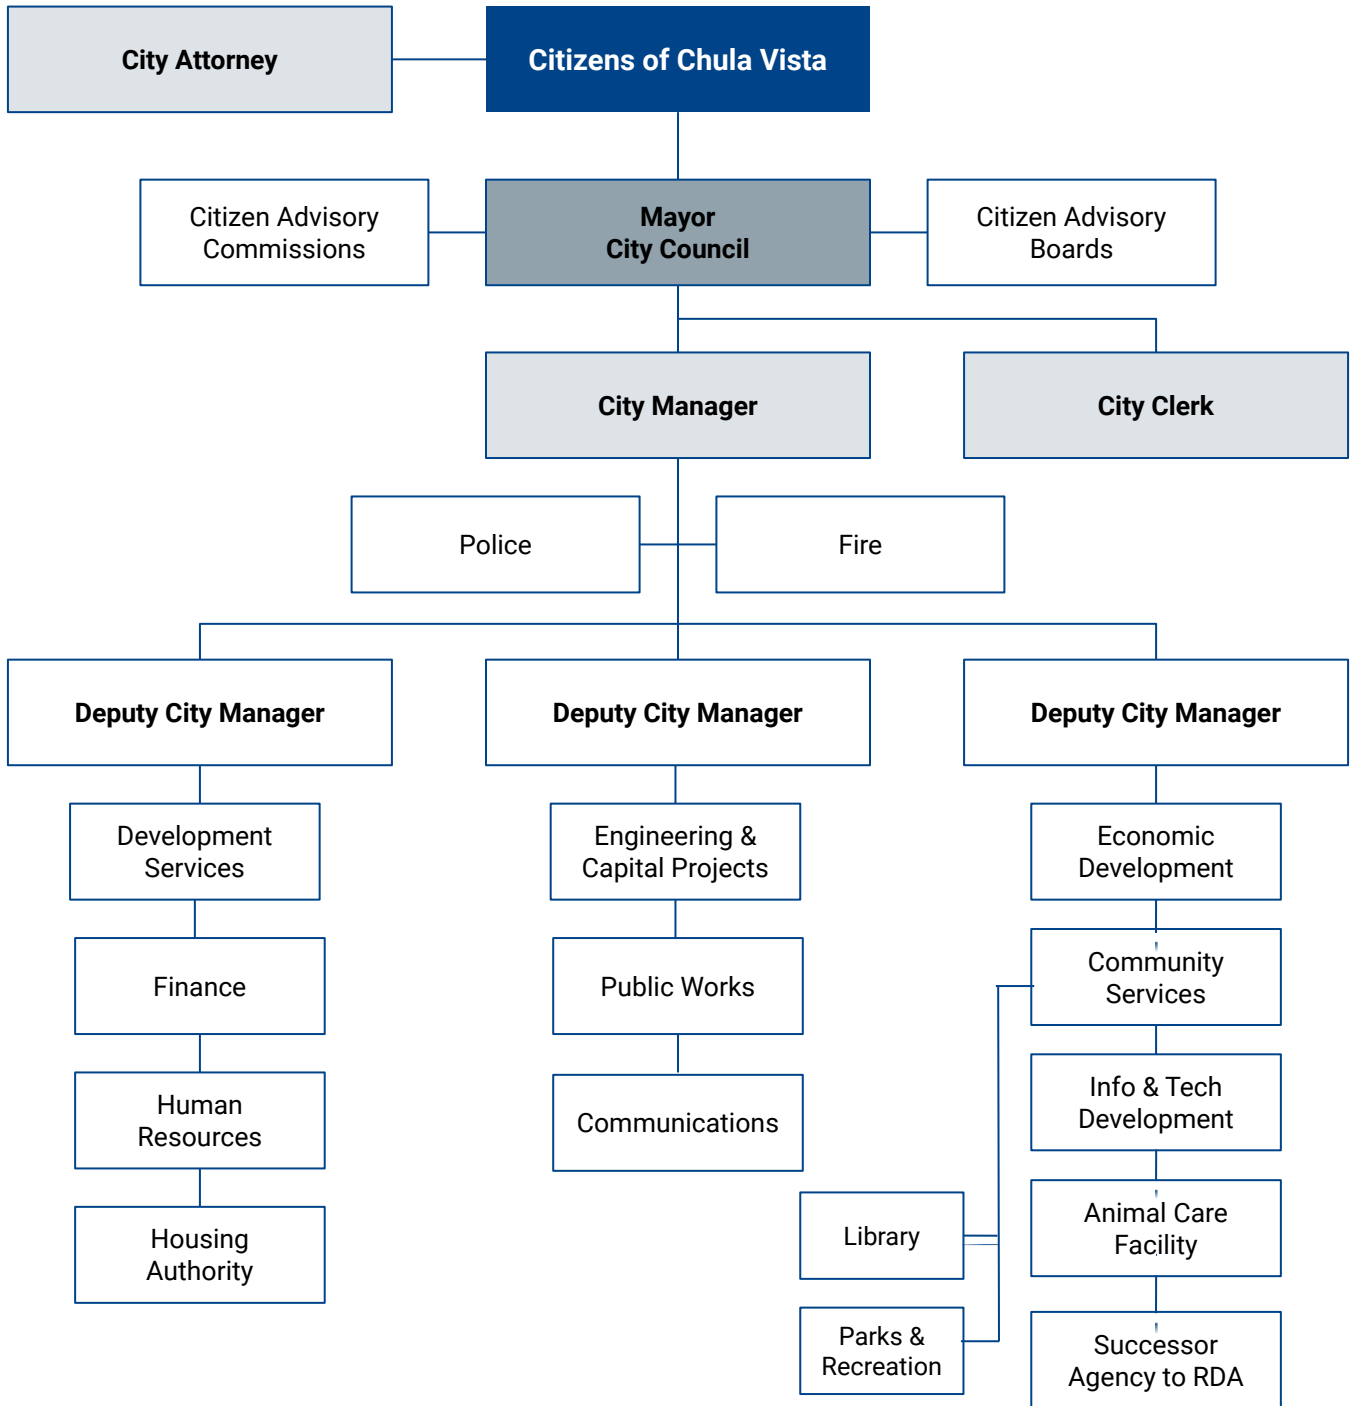 City Attorney
Citizens of Chula Vista
Citizen Advisory
Commissions
Mayor
City Council
Citizen Advisory
Boards
City Manager
City Clerk
Police
Fire
Deputy City Manager
Deputy City Manager
Deputy City Manager
Development
Services
Finance
Human
Resources
Housing
Authority
Engineering &
Capital Projects
Public Works
Communications
Economic
Development
Community
Services
Info & Tech
Development
Animal Care
Facility
Successor
Agency to RDA
Library
Parks &
Recreation